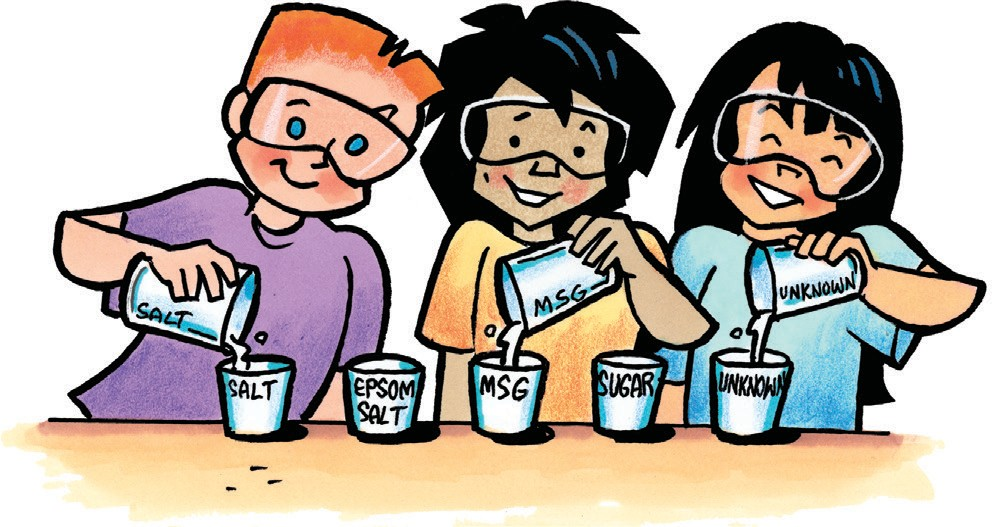 SALT
MSG
UNKNOWN
SALT
EPSOM
SALT
MSG
SUGAR
UNKNOWN